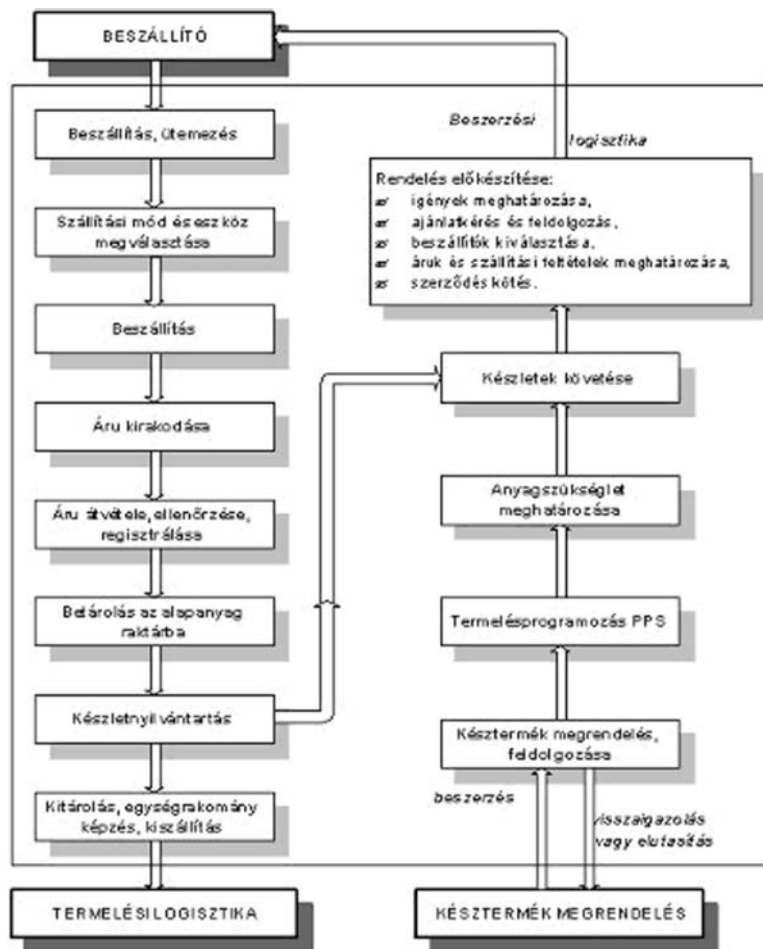 BESZÁLLÍTÓ
Beszállítás, ütemezés
Szállítási mód és eszköz
megválasztása
Beszállítás
Áru kirakodása
Áru átvétele, ellenőrzése,
regisztrálása
Betárolás az alapanyag
raktárba
Készletnyilvántartás
Kitárolás, egységrakomány
képzés, kiszállítás
TERMELÉSI LOGISZTIKA
Beszerzési
logisztika
Rendelés előkészítése:
igények meghatározása,
ajánlatkérés és feldolgozás,
beszállítók kiválasztása,
áruk és szállítási feltételek meghatározása,
szerződés kötés.
Készletek követése
Anyagszükséglet
meghatározása
Termelésprogramozás PPS
Késztermék megrendelés,
feldolgozása
beszerzés
visszaigazolás
vagy elutasítás
KÉSZTERMÉK MEGRENDELÉS